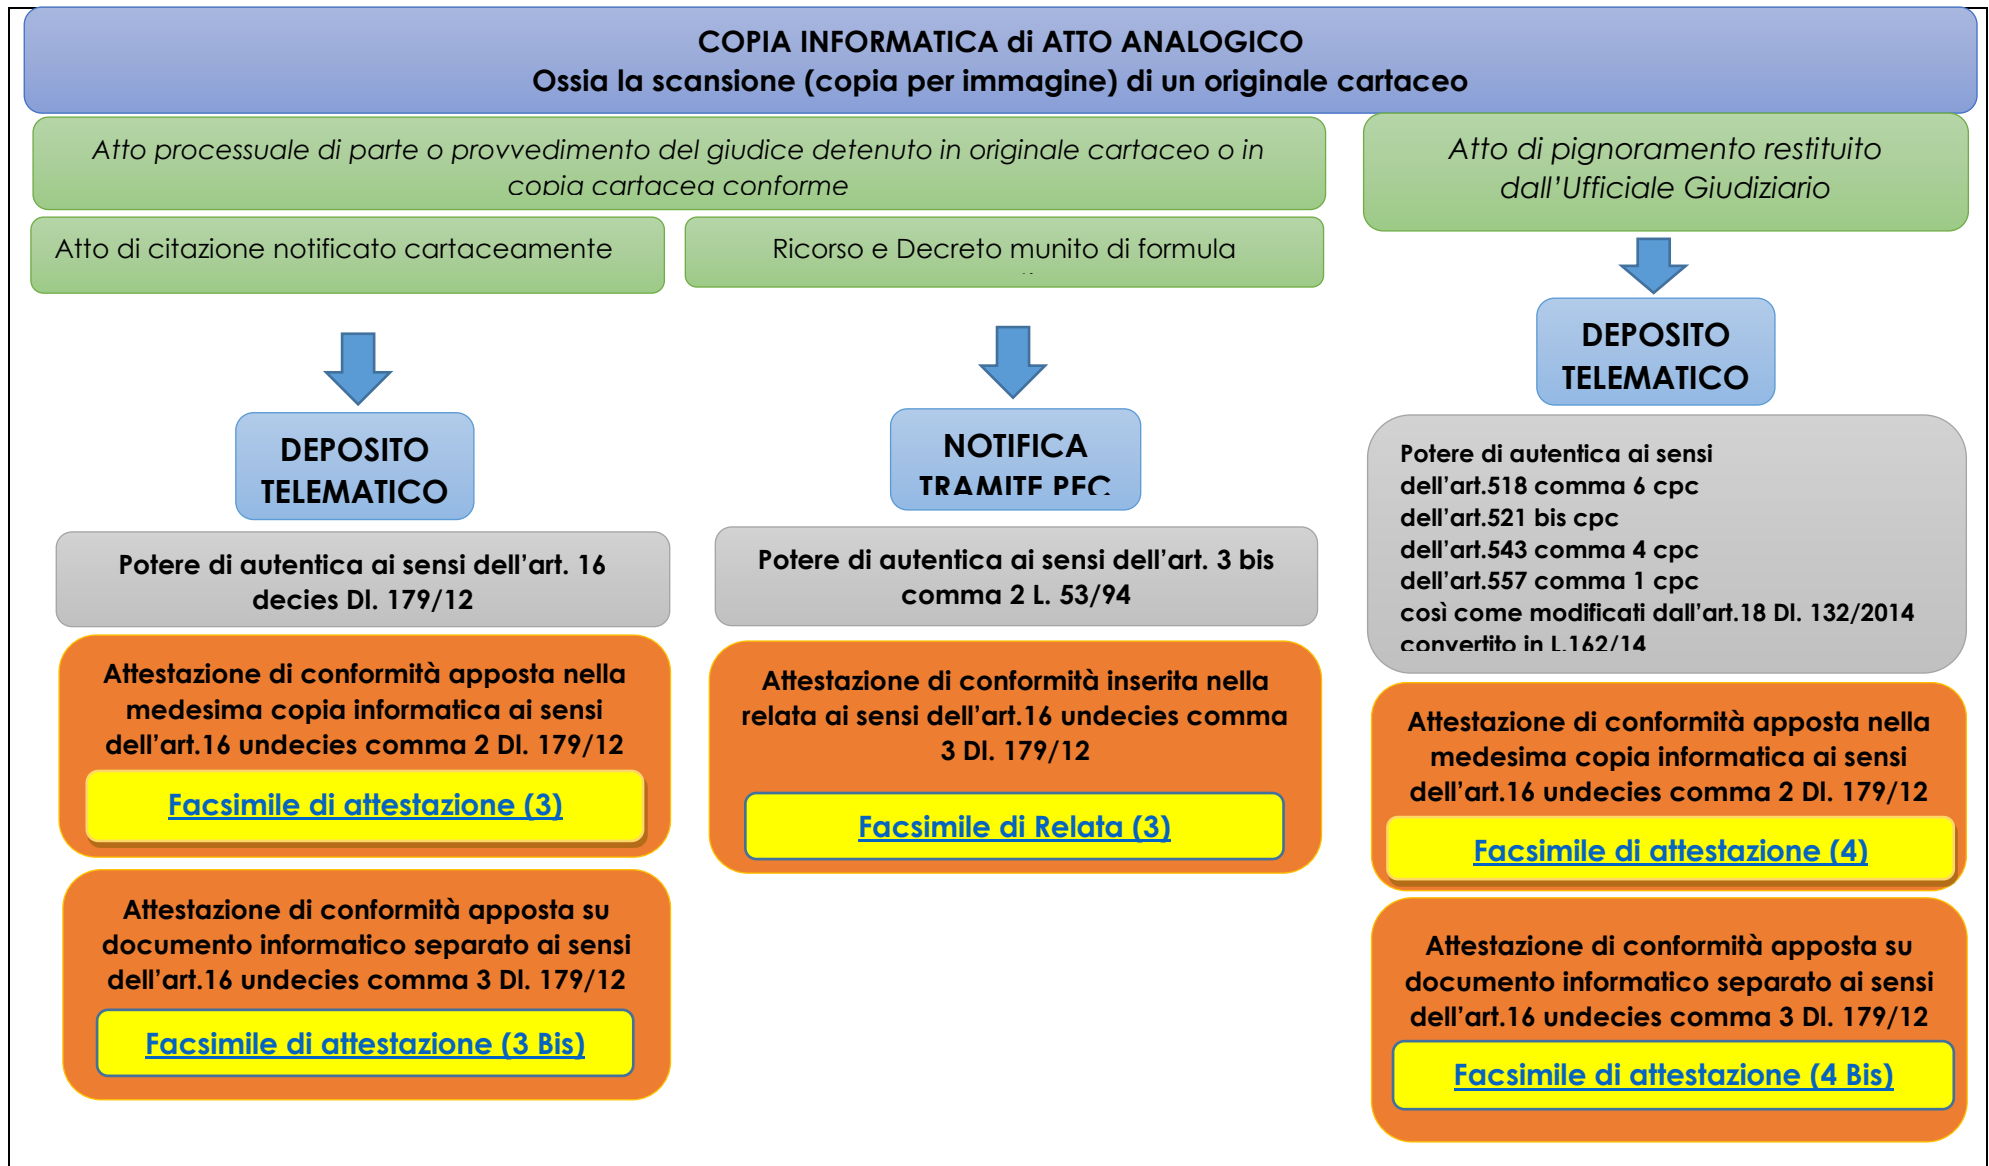 COPIA INFORMATICA di ATTO ANALOGICO
Ossia la scansione (copia per immagine) di un originale cartaceo
Atto processuale di parte o provvedimento del giudice detenuto in originale cartaceo o in
copia cartacea conforme
Atto di citazione notificato cartaceamente
Ricorso e Decreto munito di formula
DEPOSITO
TELEMATICO
Potere di autentica ai sensi dell’art. 16
decies Dl. 179/12
Attestazione di conformità apposta nella
medesima copia informatica ai sensi
dell’art.16 undecies comma 2 Dl. 179/12
Facsimile di attestazione (3)
Attestazione di conformità apposta su
documento informatico separato ai sensi
dell’art.16 undecies comma 3 Dl. 179/12
Facsimile di attestazione (3 Bis)
NOTIFICA
TRAMITE PEC
Potere di autentica ai sensi dell’art. 3 bis
comma 2 L. 53/94
Attestazione di conformità inserita nella
relata ai sensi dell’art.16 undecies comma
3 Dl. 179/12
Facsimile di Relata (3)
Atto di pignoramento restituito
dall’Ufficiale Giudiziario
DEPOSITO
TELEMATICO
Potere di autentica ai sensi
dell’art.518 comma 6 cpc
dell’art.521 bis cpc
dell’art.543 comma 4 cpc
dell’art.557 comma 1 cpc
così come modificati dall’art.18 Dl. 132/2014
convertito in L.162/14
Attestazione di conformità apposta nella
medesima copia informatica ai sensi
dell’art.16 undecies comma 2 Dl. 179/12
Facsimile di attestazione (4)
Attestazione di conformità apposta su
documento informatico separato ai sensi
dell’art.16 undecies comma 3 Dl. 179/12
Facsimile di attestazione (4 Bis)